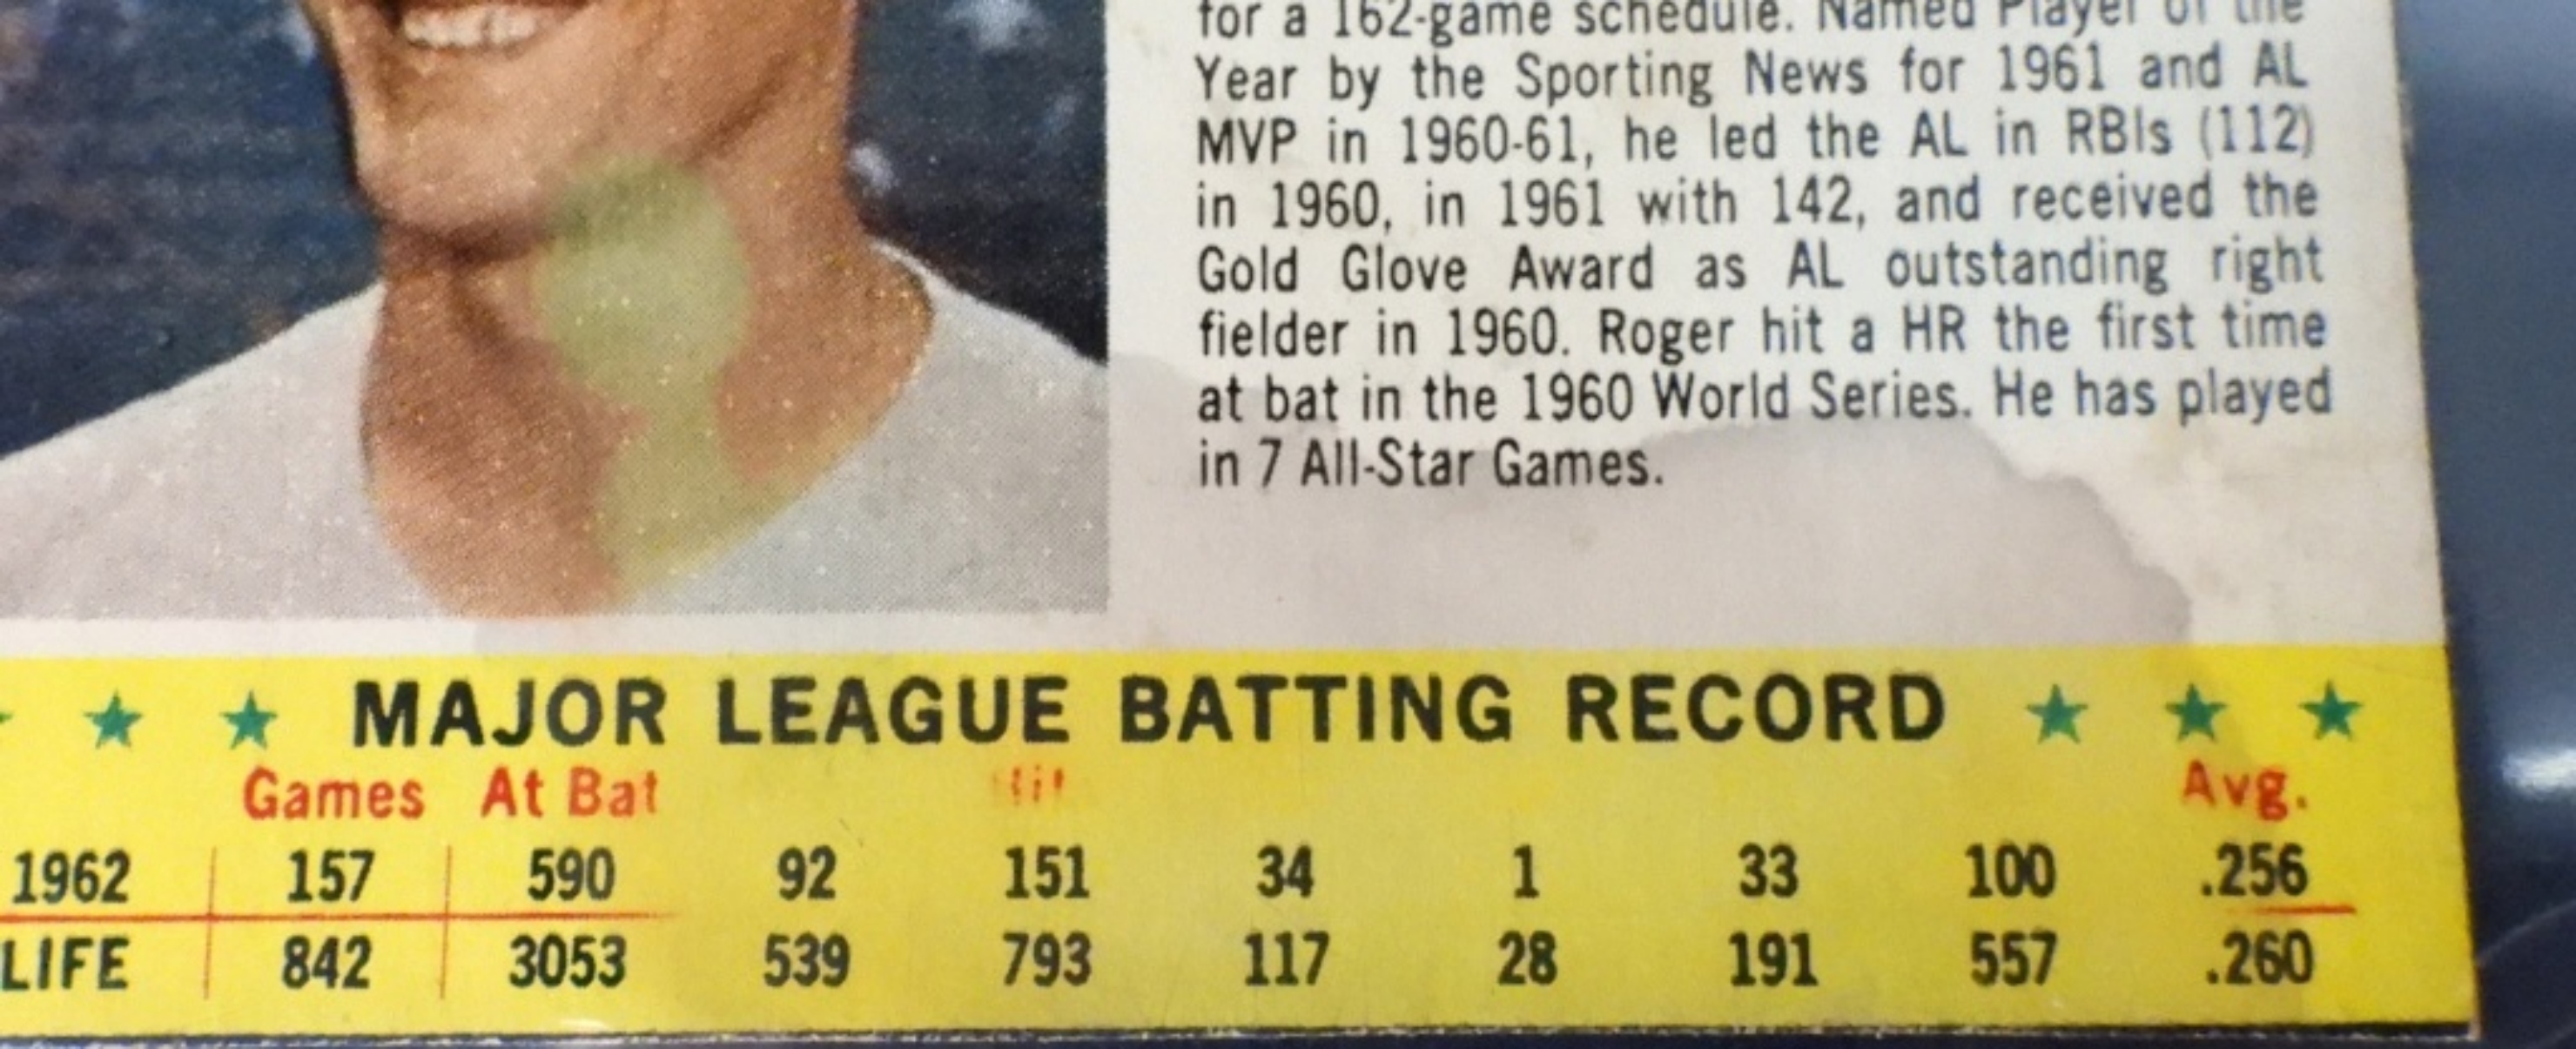 for a 162-game schedule. Named Player of the
Year by the Sporting News for 1961 and AL
MVP in 1960-61, he led the AL in RBIs (112)
in 1960, in 1961 with 142, and received the
Gold Glove Award as AL outstanding right
fielder in 1960. Roger hit a HR the first time
at bat in the 1960 World Series. He has played
in 7 All-Star Games.
MAJOR LEAGUE BATTING RECORD
Games At Bat Avg.
1962 157 590 92 151 34 1 33 100 .256
LIFE 842 3053 539 793 117 28 191 557 .260